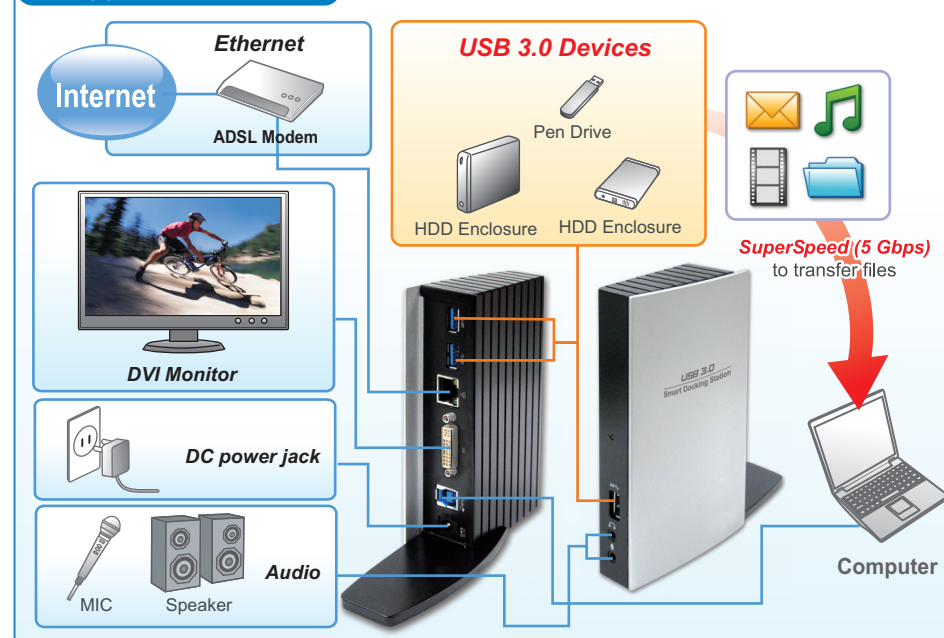 Ethernet
Internet
ADSL Modem
USB 3.0 Devices
Pen Drive
HDD Enclosure
HDD Enclosure
SuperSpeed (5 Gbps)
to transfer files
DVI Monitor
USB 3.0
Smart Docking Station
DC power jack
Audio
MIC
Speaker
Computer